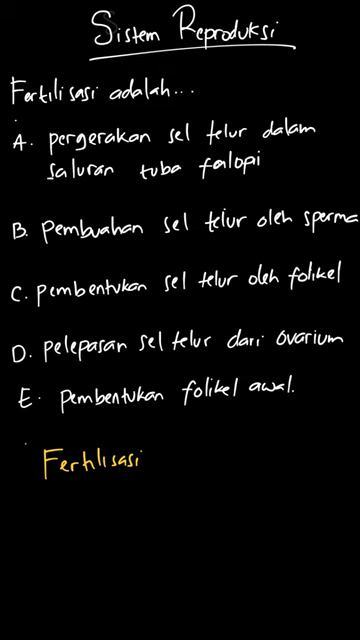 Sistem Reproduksi
Fertilisasi adalah...
A. pergerakan sel telur dalam
saluran tuba falopi
B. Pembuahan sel telur oleh sperma
C. pembentukan sel telur oleh folikel
D. pelepasan sel telur dari ovarium
E. pembentukan folikel awal.
Fertilisasi